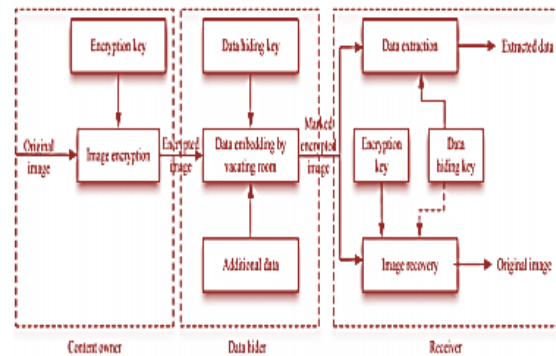 Encryption key
Data hiding key
Data extraction
Extracted data
Original
image
Image encryption
Encrypted
image
Data embedding by
vacating room
Marked
encrypted
image
Encryption
key
Data
hiding key
Additional data
Image recovery
Original image
Content owner
Data hider
Receiver